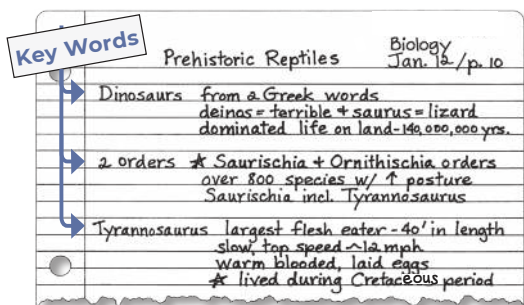 Key Words
Biology
Prehistoric Reptiles Jan. 12/p. 10
Dinosaurs from 2 Greek words
deinos = terrible + saurus = lizard
dominated life on land-140,000,000 yrs.
2 orders ★ Saurischia + Ornithischia orders
over 800 species w/ ↑ posture
Saurischia incl. Tyrannosaurus
Tyrannosaurus largest flesh eater - 40' in length
slow, top speed ~12 mph
warm blooded, laid eggs
★ lived during Cretaceous period